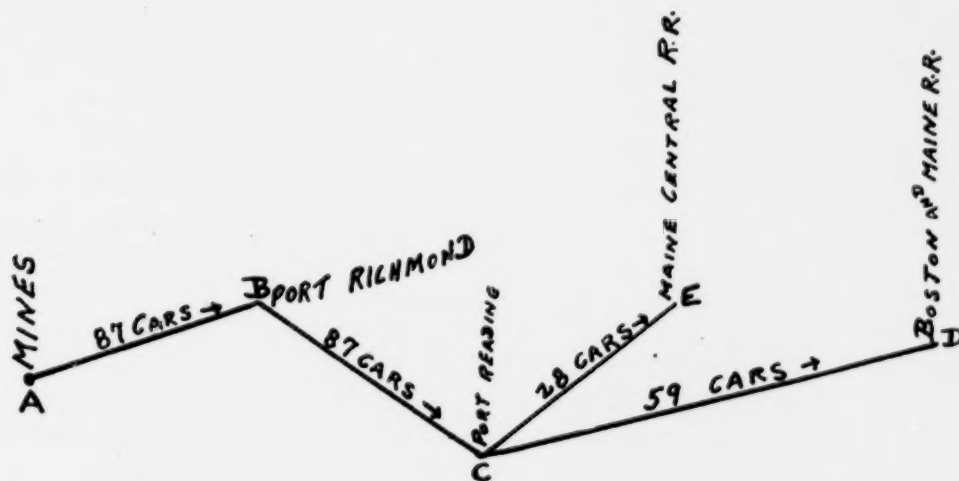 MINES
A
87 CARS →
B
PORT RICHMOND
87 CARS →
PORT READING
C
28 CARS →
MAINE CENTRAL R.R.
E
59 CARS →
BOSTON AND MAINE R.R.
D